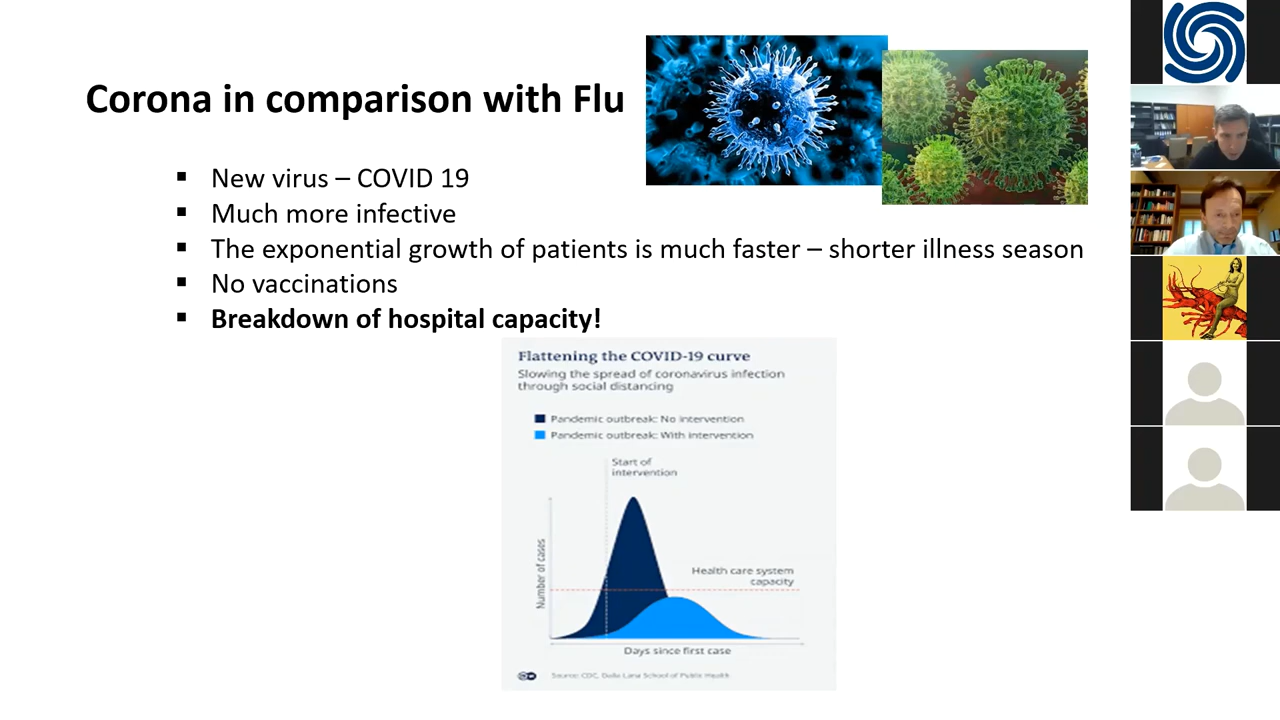 Corona in comparison with Flu
New virus – COVID 19
Much more infective
The exponential growth of patients is much faster – shorter illness season
No vaccinations
Breakdown of hospital capacity!
Flattening the COVID-19 curve
Slowing the spread of coronavirus infection
through social distancing
Pandemic outbreak: No intervention
Pandemic outbreak: With intervention
Start of
intervention
Health care system
capacity
Number of cases
Days since first case
Source: CDC, Dalla Lana School of Public Health